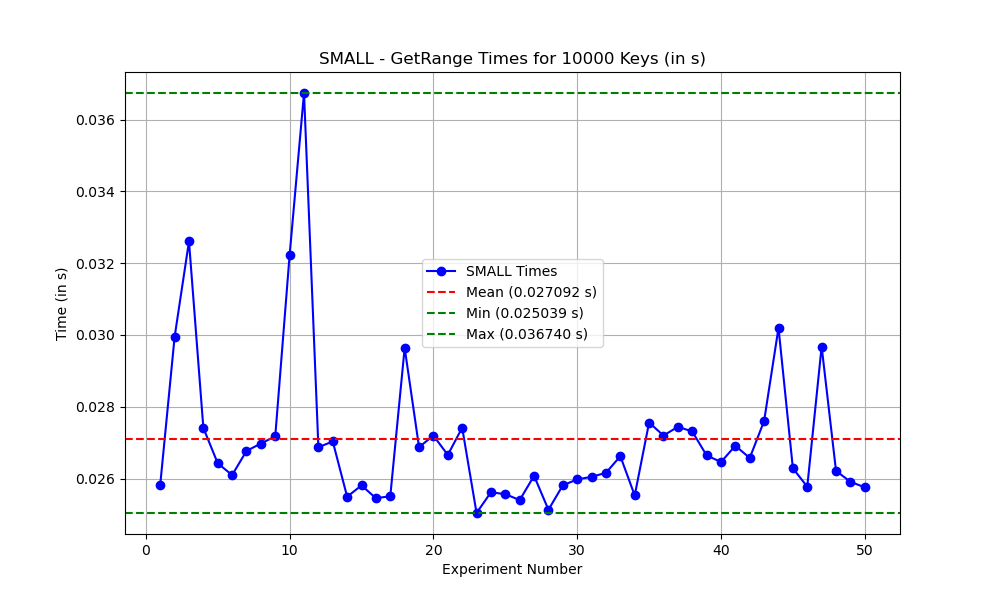 SMALL - GetRange Times for 10000 Keys (in s)
Time (in s)
0.036
0.034
0.032
0.030
0.028
0.026
SMALL Times
Mean (0.027092 s)
Min (0.025039 s)
Max (0.036740 s)
0 10 20 30 40 50
Experiment Number